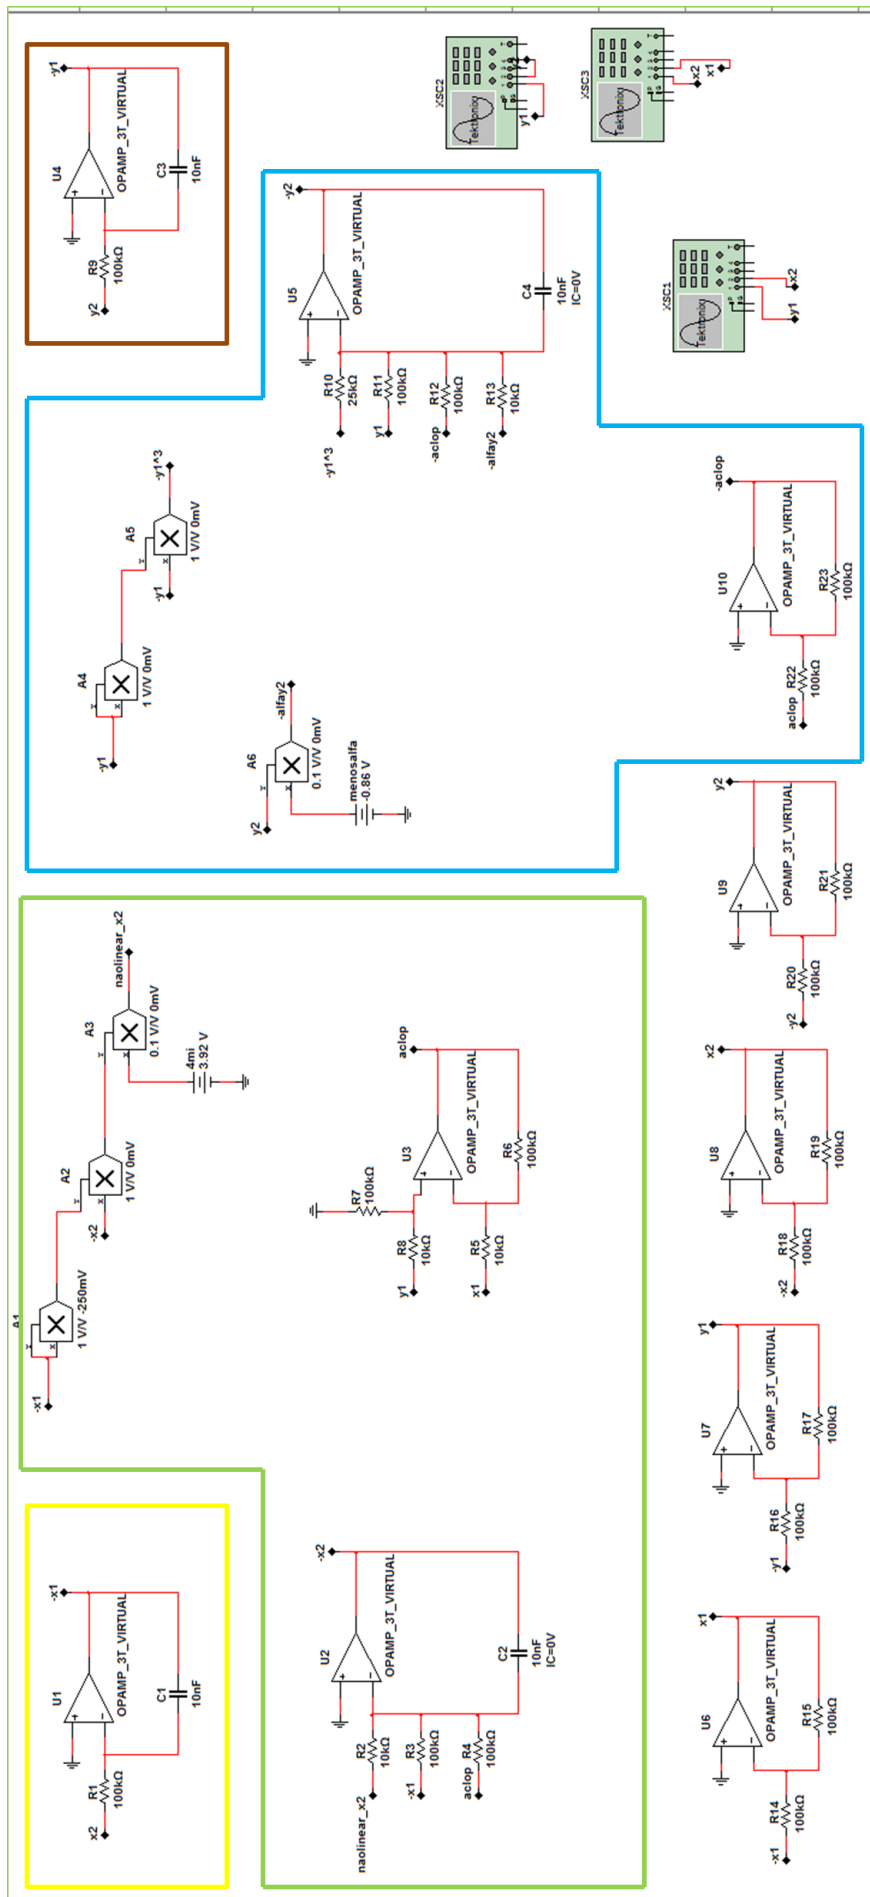 -y1
U4
OPAMP_3T_VIRTUAL
C3
10nF
R9
100kΩ
y2
XSC2
Tektronix
y1
XSC3
Tektronix
x2
x1
XSC1
Tektronix
x2
y1
-y2
U5
OPAMP_3T_VIRTUAL
C4
10nF
IC=0V
R10
25kΩ
R11
100kΩ
R12
100kΩ
R13
10kΩ
-y1^3
y1
-aclop
-alfay2
-y1^3
A5
1 V/V 0mV
-y1
A4
1 V/V 0mV
-y1
-alfay2
A6
0.1 V/V 0mV
y2
menosalfa
-0.86 V
-aclop
U10
OPAMP_3T_VIRTUAL
R23
100kΩ
R22
100kΩ
aclop
naolinear_x2
A3
0.1 V/V 0mV
4mi
3.92 V
A2
1 V/V 0mV
-x2
A1
1 V/V -250mV
-x1
aclop
U3
OPAMP_3T_VIRTUAL
R7
100kΩ
R6
100kΩ
R8
10kΩ
R5
10kΩ
y1
x1
y2
U9
OPAMP_3T_VIRTUAL
R21
100kΩ
R20
100kΩ
-y2
x2
U8
OPAMP_3T_VIRTUAL
R19
100kΩ
R18
100kΩ
-x2
y1
U7
OPAMP_3T_VIRTUAL
R17
100kΩ
R16
100kΩ
-y1
x1
U6
OPAMP_3T_VIRTUAL
R15
100kΩ
R14
100kΩ
-x1
-x1
U1
OPAMP_3T_VIRTUAL
C1
10nF
R1
100kΩ
x2
-x2
U2
OPAMP_3T_VIRTUAL
C2
10nF
IC=0V
R2
10kΩ
R3
100kΩ
R4
100kΩ
naolinear_x2
-x1
aclop